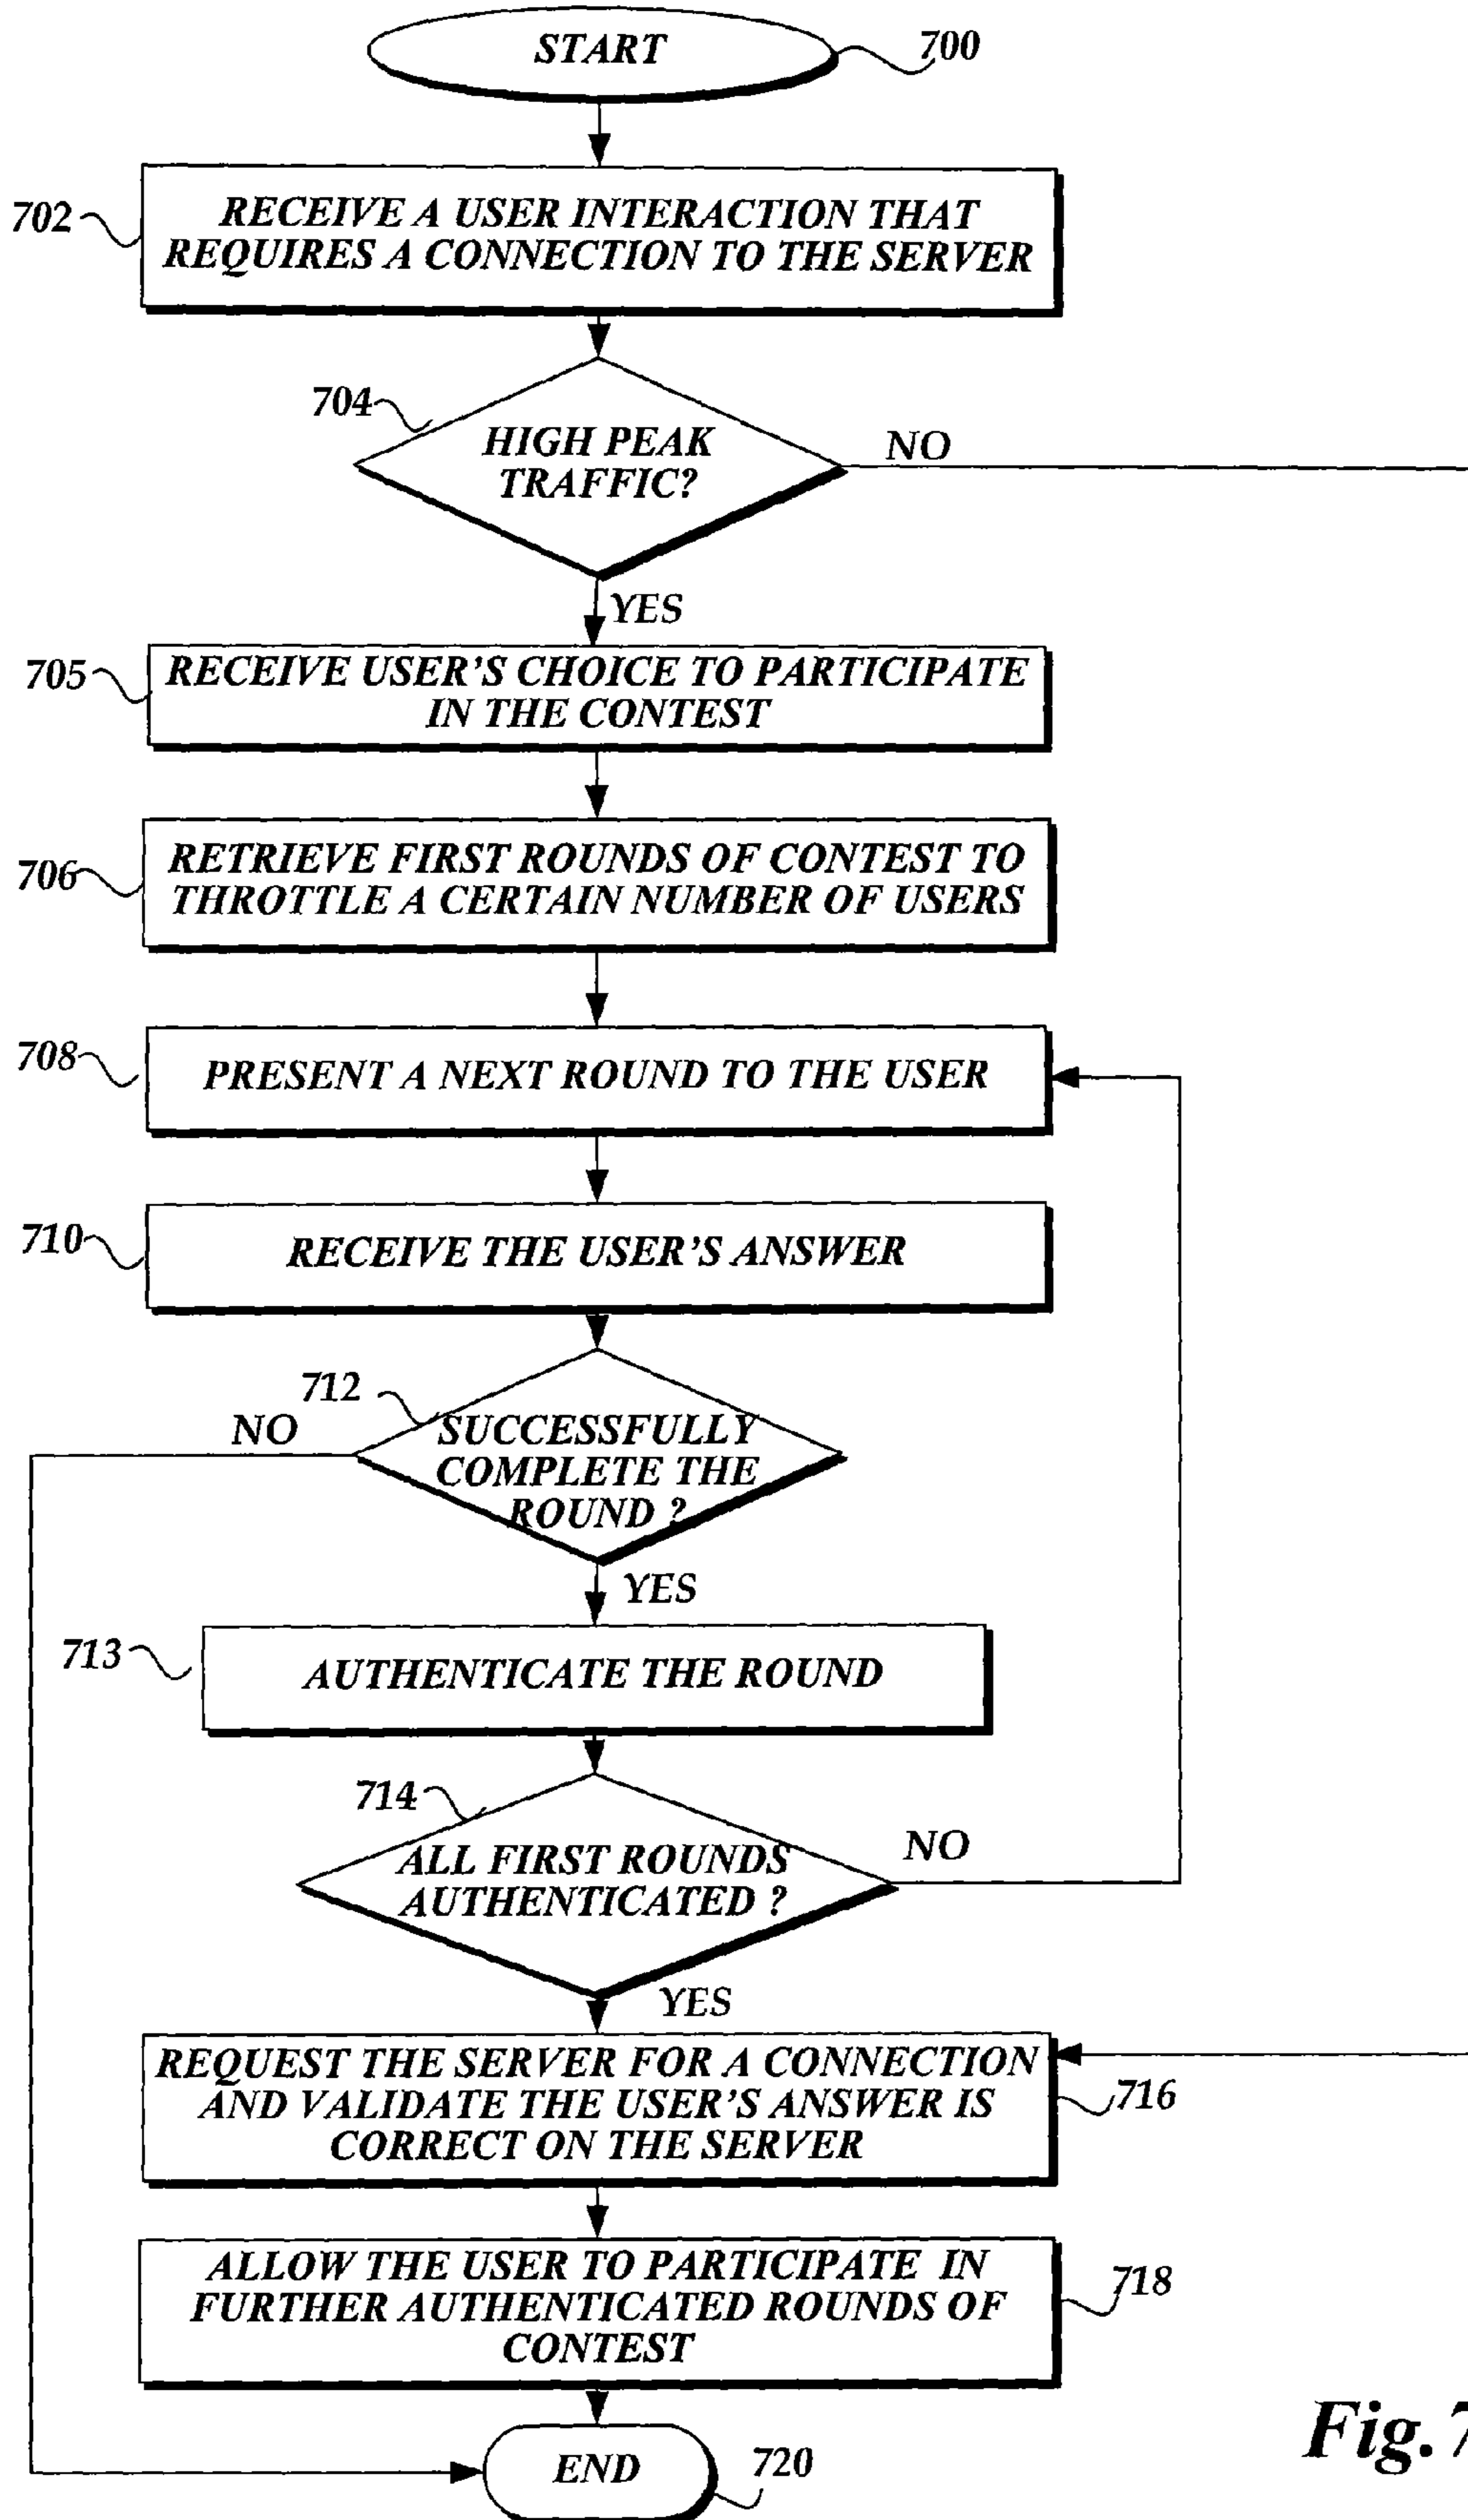 START
700
702
RECEIVE A USER INTERACTION THAT
REQUIRES A CONNECTION TO THE SERVER
704
HIGH PEAK
TRAFFIC?
NO
YES
705
RECEIVE USER'S CHOICE TO PARTICIPATE
IN THE CONTEST
706
RETRIEVE FIRST ROUNDS OF CONTEST TO
THROTTLE A CERTAIN NUMBER OF USERS
708
PRESENT A NEXT ROUND TO THE USER
710
RECEIVE THE USER'S ANSWER
712
NO
SUCCESSFULLY
COMPLETE THE
ROUND ?
YES
713
AUTHENTICATE THE ROUND
714
ALL FIRST ROUNDS
AUTHENTICATED ?
NO
YES
REQUEST THE SERVER FOR A CONNECTION
AND VALIDATE THE USER'S ANSWER IS
CORRECT ON THE SERVER
716
ALLOW THE USER TO PARTICIPATE IN
FURTHER AUTHENTICATED ROUNDS OF
CONTEST
718
Fig. 7
END
720